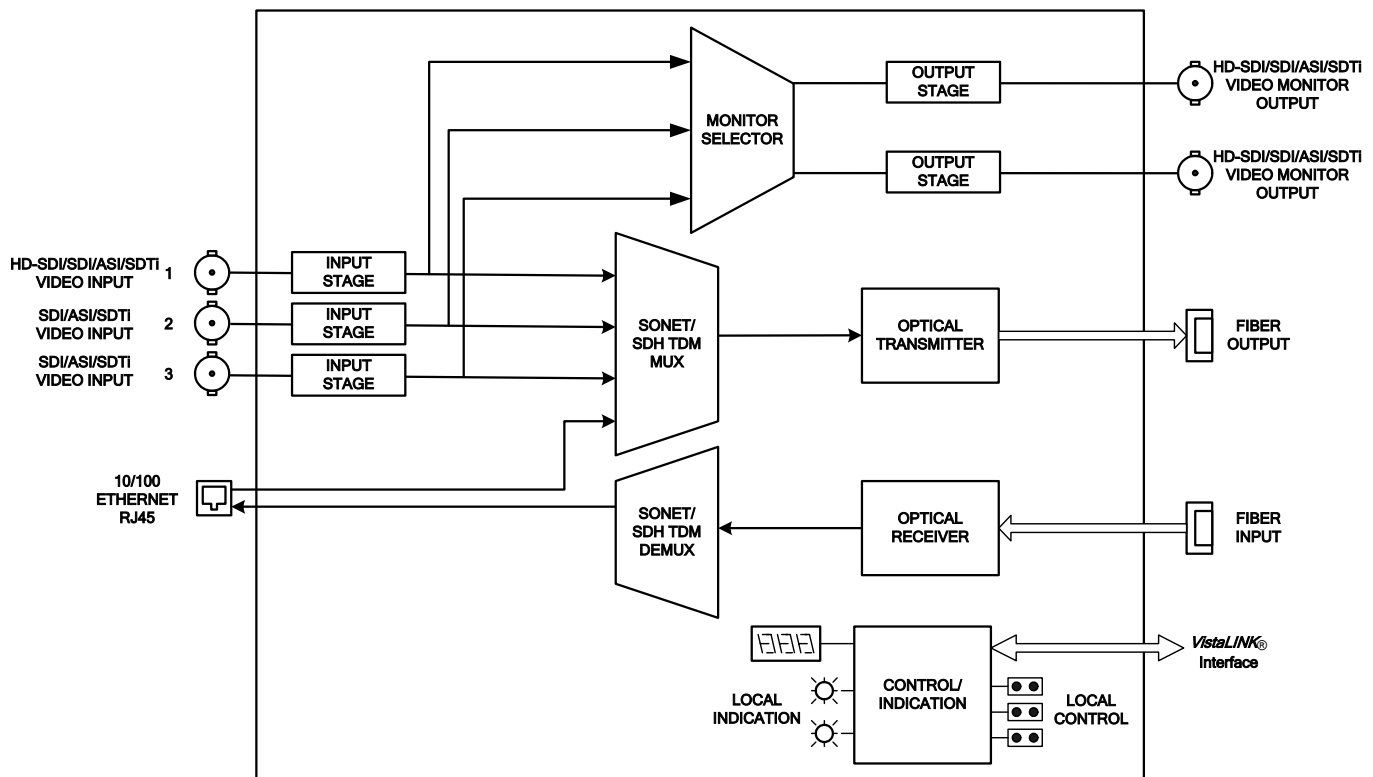 OUTPUT
STAGE
HD-SDI/SDI/ASI/SDTi
VIDEO MONITOR
OUTPUT
MONITOR
SELECTOR
OUTPUT
STAGE
HD-SDI/SDI/ASI/SDTi
VIDEO MONITOR
OUTPUT
HD-SDI/SDI/ASI/SDTi
VIDEO INPUT
1
INPUT
STAGE
SDI/ASI/SDTi
VIDEO INPUT
2
INPUT
STAGE
SDI/ASI/SDTi
VIDEO INPUT
3
INPUT
STAGE
SONET/
SDH TDM
MUX
OPTICAL
TRANSMITTER
FIBER
OUTPUT
10/100
ETHERNET
RJ45
SONET/
SDH TDM
DEMUX
OPTICAL
RECEIVER
FIBER
INPUT
VistaLINK®
Interface
LOCAL
INDICATION
CONTROL/
INDICATION
LOCAL
CONTROL